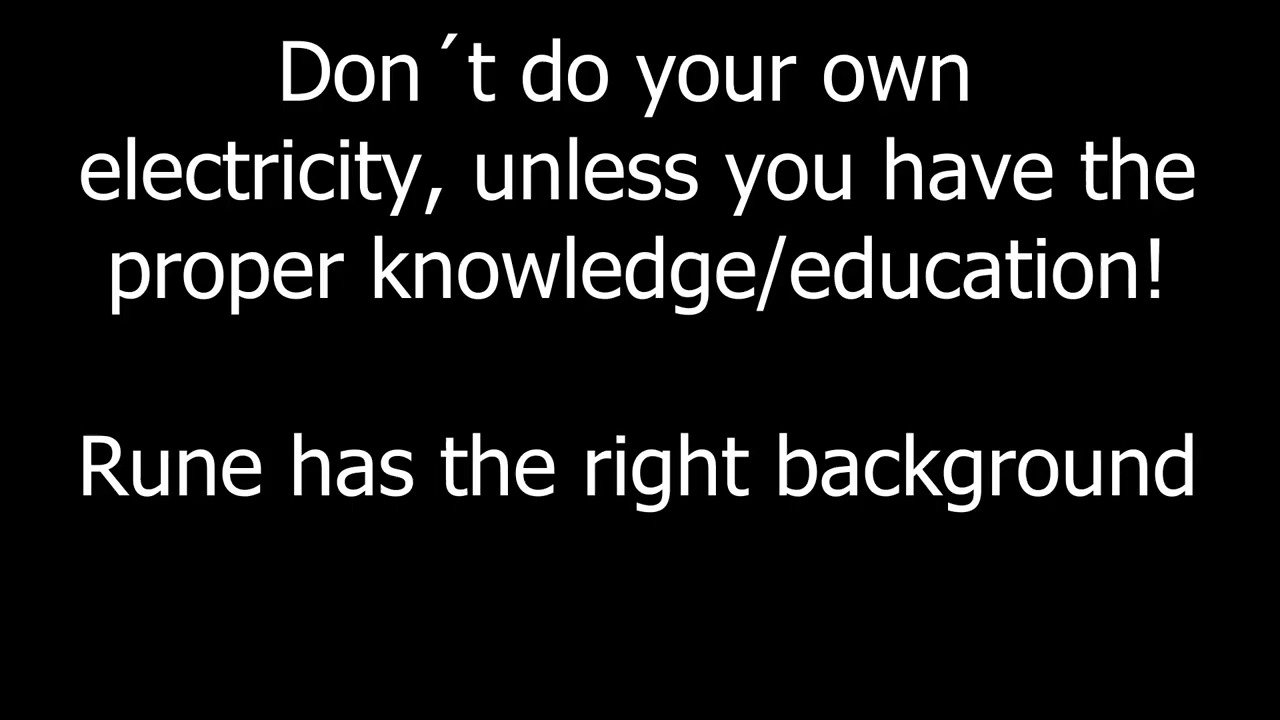 Don´t do your own
electricity, unless you have the
proper knowledge/education!
Rune has the right background